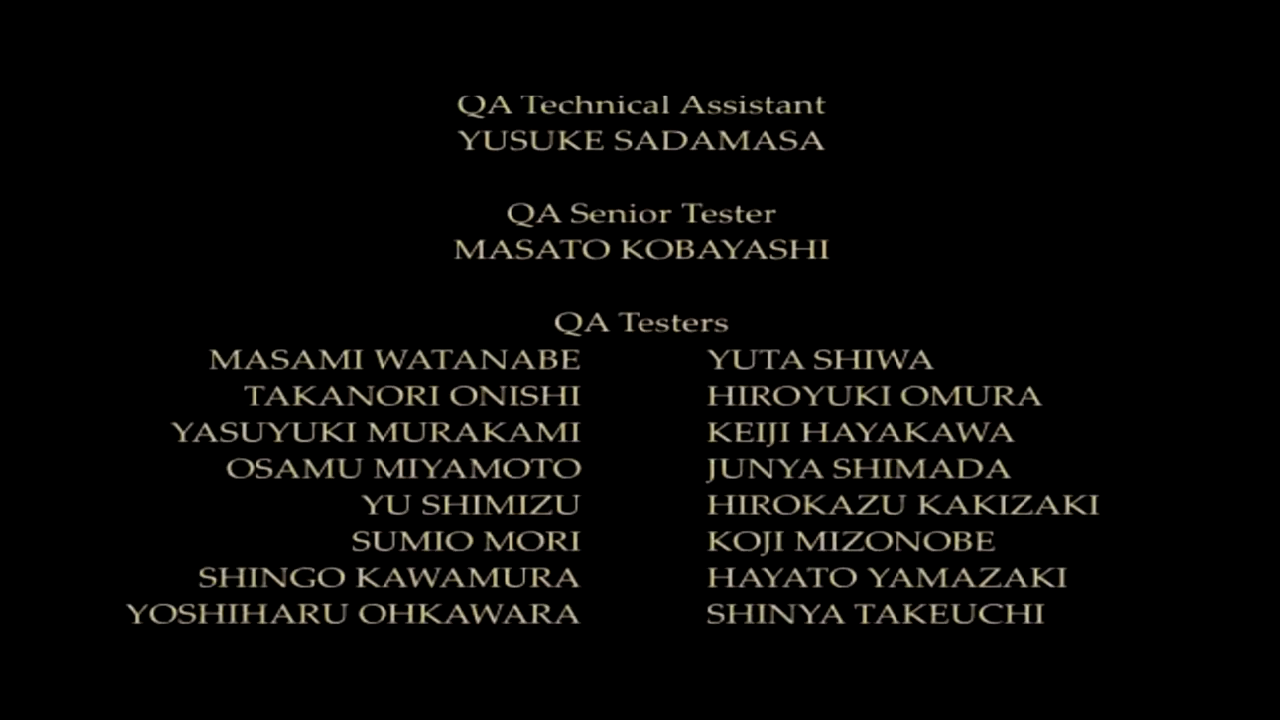 QA Technical Assistant
YUSUKE SADAMASA
QA Senior Tester
MASATO KOBAYASHI
QA Testers
MASAMI WATANABE YUTA SHIWA
TAKANORI ONISHI HIROYUKI OMURA
YASUYUKI MURAKAMI KEIJI HAYAKAWA
OSAMU MIYAMOTO JUNYA SHIMADA
YU SHIMIZU HIROKAZU KAKIZAKI
SUMIO MORI KOJI MIZONOBE
SHINGO KAWAMURA HAYATO YAMAZAKI
YOSHIHARU OHKAWARA SHINYA TAKEUCHI